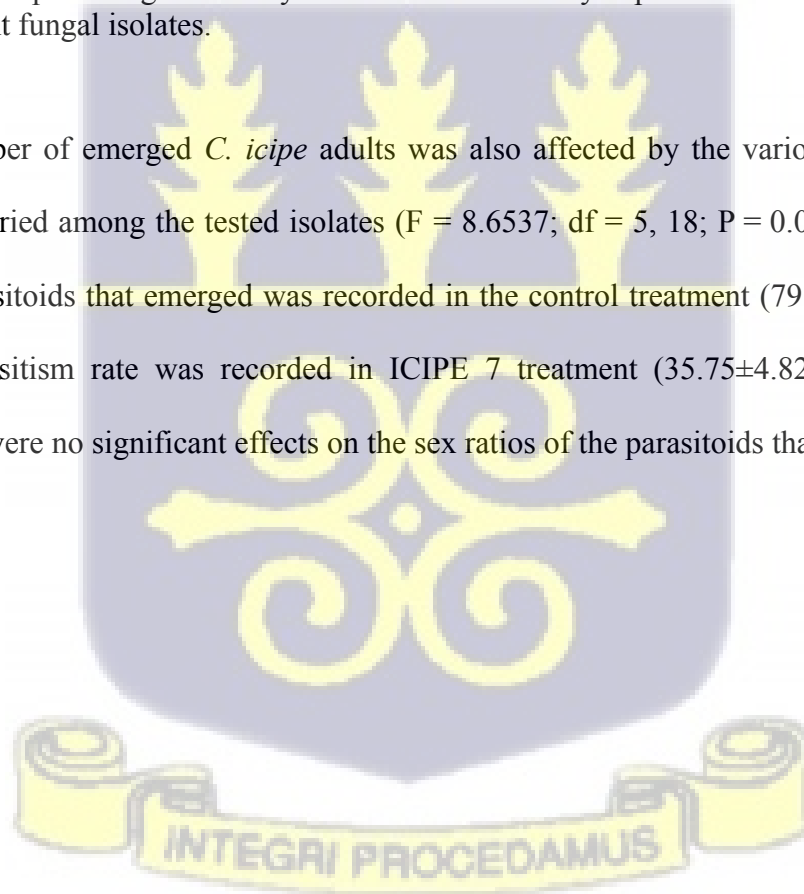 t fungal isolates.
ber of emerged C. icipe adults was also affected by the vario
ried among the tested isolates (F = 8.6537; df = 5, 18; P = 0.0
sitoids that emerged was recorded in the control treatment (79
sitism rate was recorded in ICIPE 7 treatment (35.75±4.82
were no significant effects on the sex ratios of the parasitoids tha
INTEGRI PROCEDAMUS